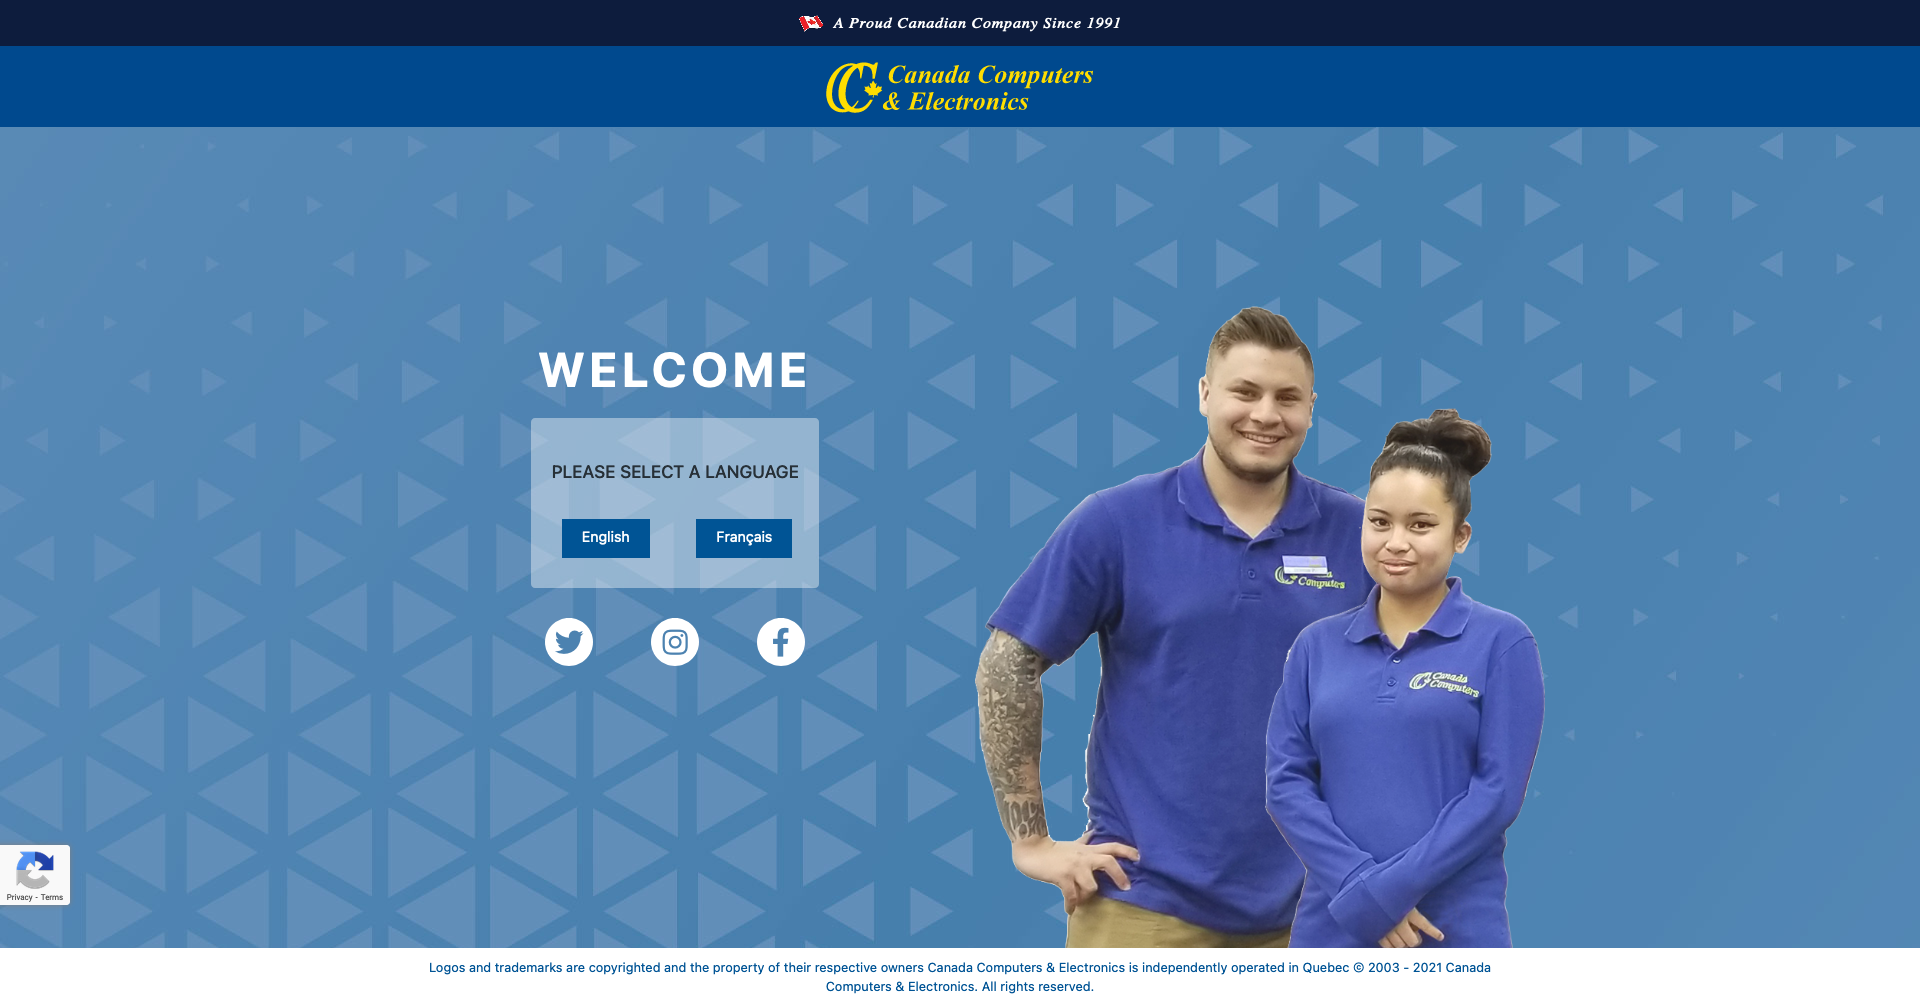 A Proud Canadian Company Since 1991
Canada Computers
& Electronics
WELCOME
PLEASE SELECT A LANGUAGE
English
Français
Canada
Computers
Privacy - Terms
Logos and trademarks are copyrighted and the property of their respective owners Canada Computers & Electronics is independently operated in Quebec © 2003 - 2021 Canada
Computers & Electronics. All rights reserved.